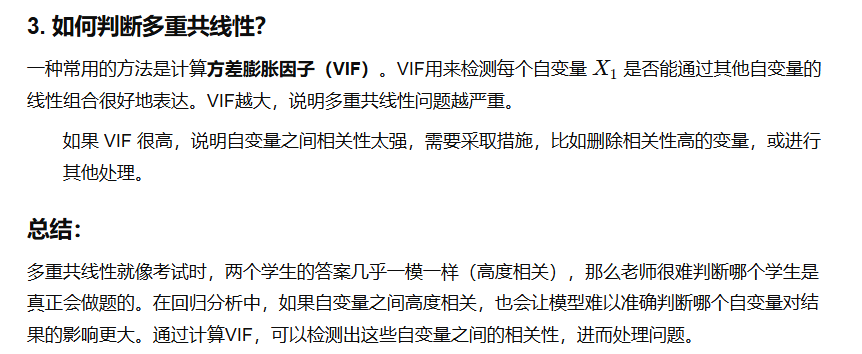 3. 如何判断多重共线性？
一种常用的方法是计算方差膨胀因子（VIF）。VIF用来检测每个自变量 X₁ 是否能通过其他自变量的
线性组合很好地表达。VIF越大，说明多重共线性问题越严重。
如果 VIF 很高，说明自变量之间相关性太强，需要采取措施，比如删除相关性高的变量，或进行
其他处理。
总结：
多重共线性就像考试时，两个学生的答案几乎一模一样（高度相关），那么老师很难判断哪个学生是
真正会做题的。在回归分析中，如果自变量之间高度相关，也会让模型难以准确判断哪个自变量对结
果的影响更大。通过计算VIF，可以检测出这些自变量之间的相关性，进而处理问题。